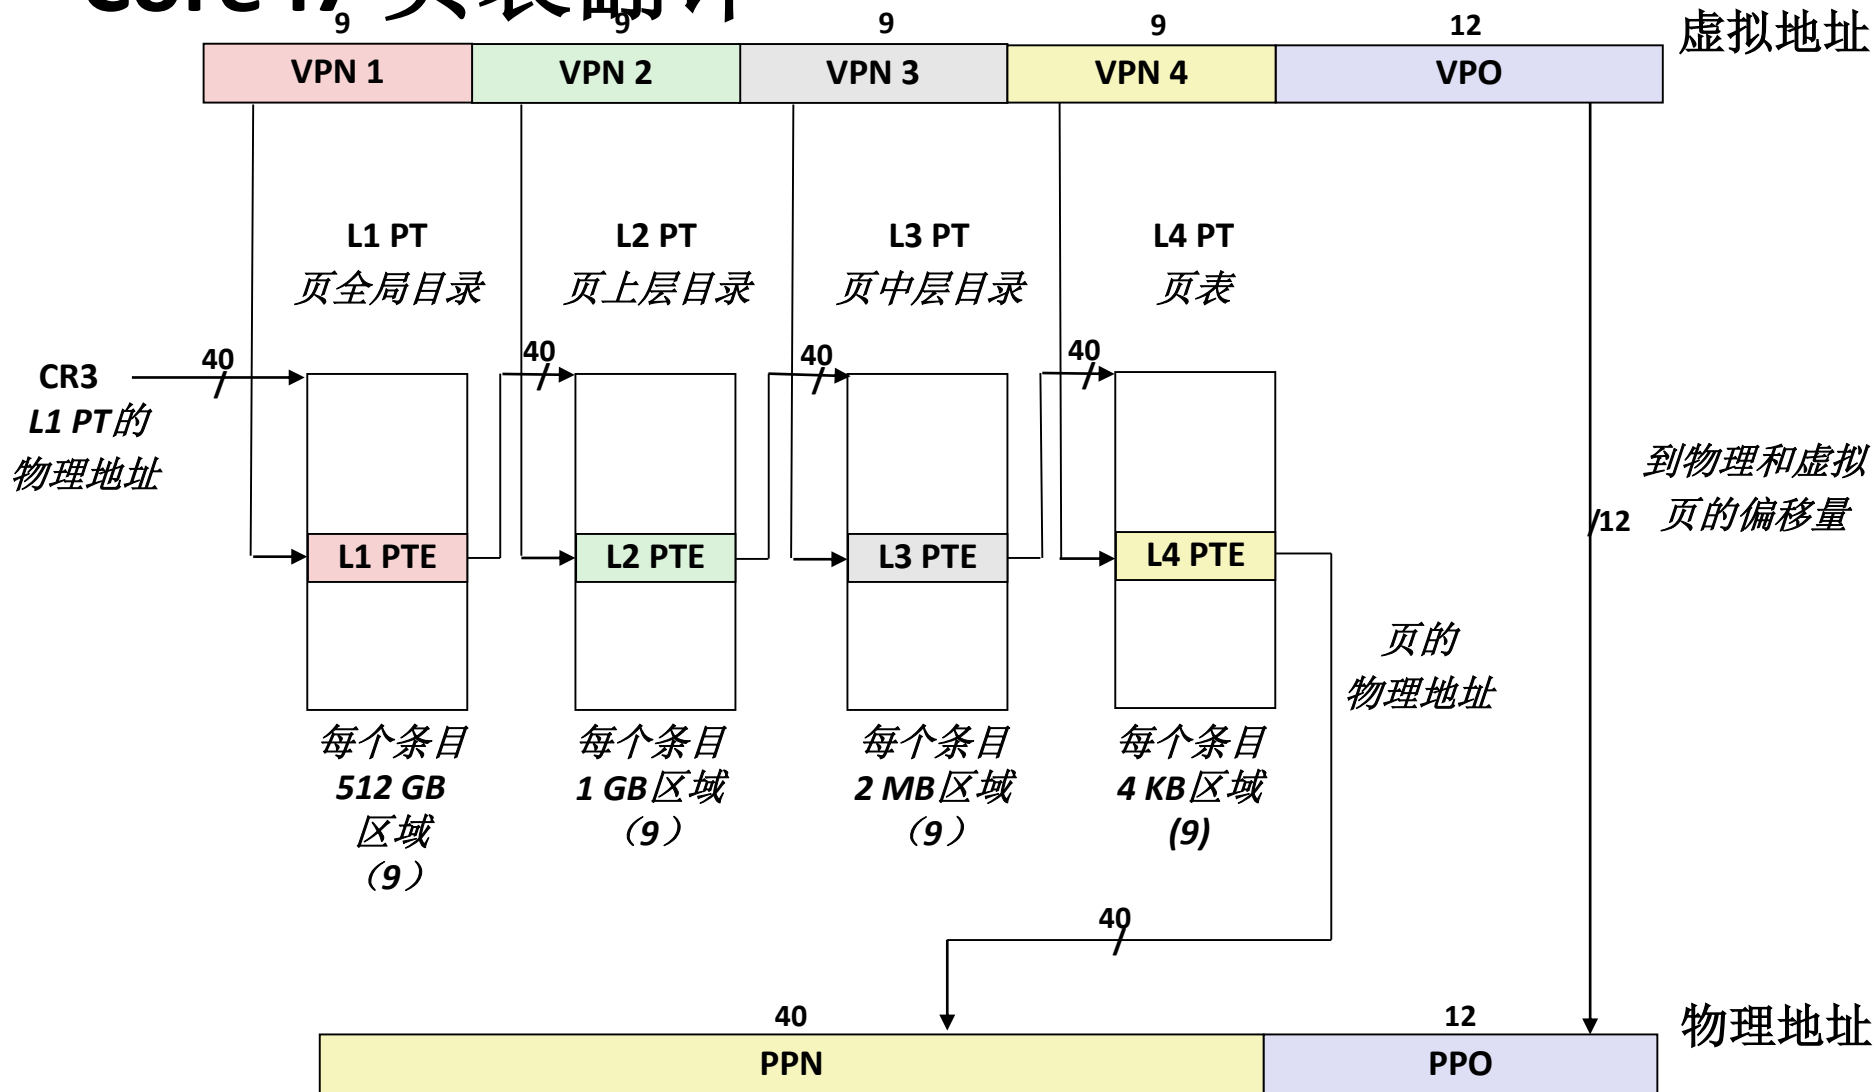 Core i7 页表翻译
9 9 9 9 12
虚拟地址
VPN 1 VPN 2 VPN 3 VPN 4 VPO
L1 PT
页全局目录
L2 PT
页上层目录
L3 PT
页中层目录
L4 PT
页表
40
40
40
40
CR3
L1 PT的
物理地址
L1 PTE
L2 PTE
L3 PTE
L4 PTE
到物理和虚拟
页的偏移量
/12
页的
物理地址
每个条目
512 GB
区域
（9）
每个条目
1 GB区域
（9）
每个条目
2 MB区域
（9）
每个条目
4 KB区域
(9)
40
40 12
物理地址
PPN PPO